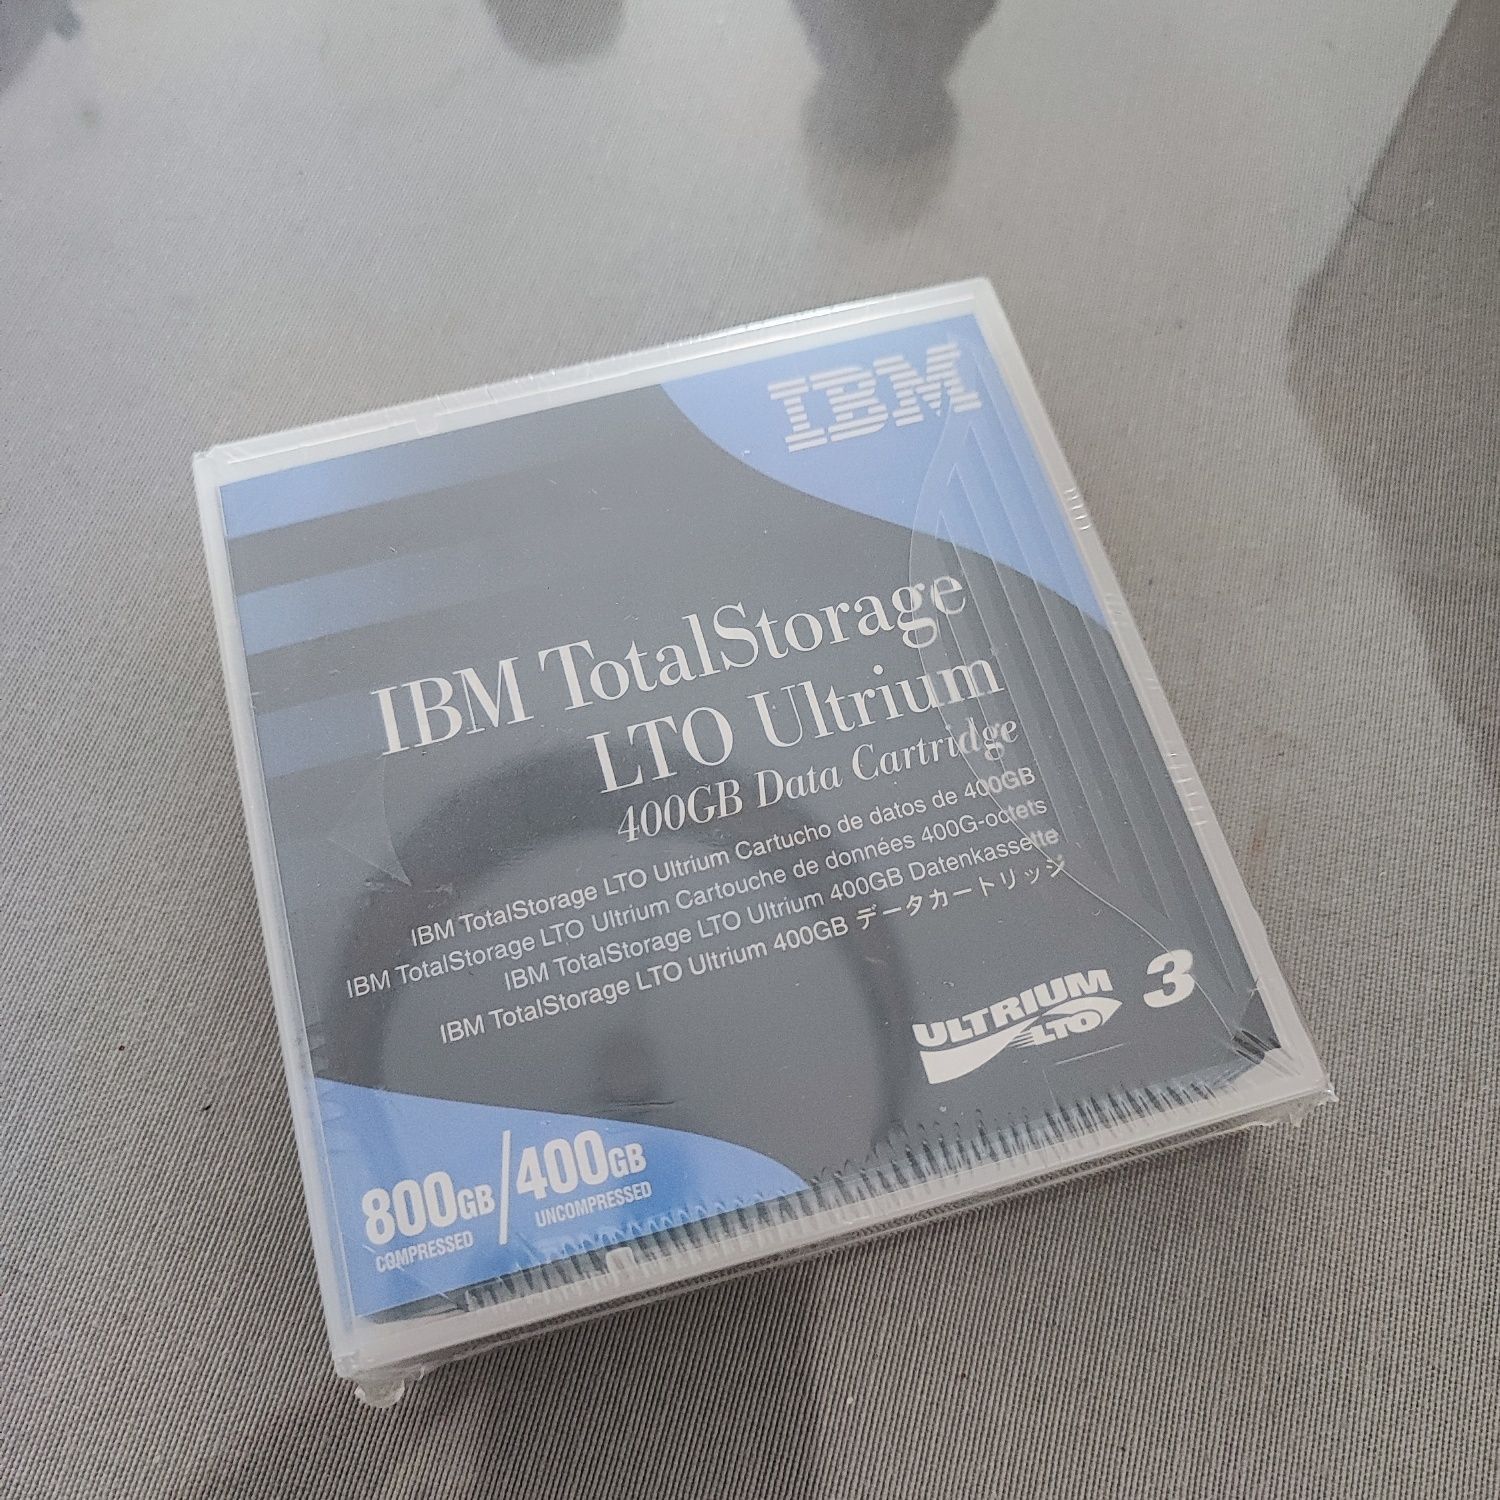 IBM
IBM TotalStorage
LTO Ultrium
400GB Data Cartridge
IBM TotalStorage LTO Ultrium Cartucho de datos de 400GB
IBM TotalStorage LTO Ultrium Cartouche de données 400G-octets
IBM TotalStorage LTO Ultrium 400GB Datenkassette
IBM TotalStorage LTO Ultrium 400GB データカートリッジ
ULTRIUM 3
LTO
800GB/400GB
COMPRESSED UNCOMPRESSED